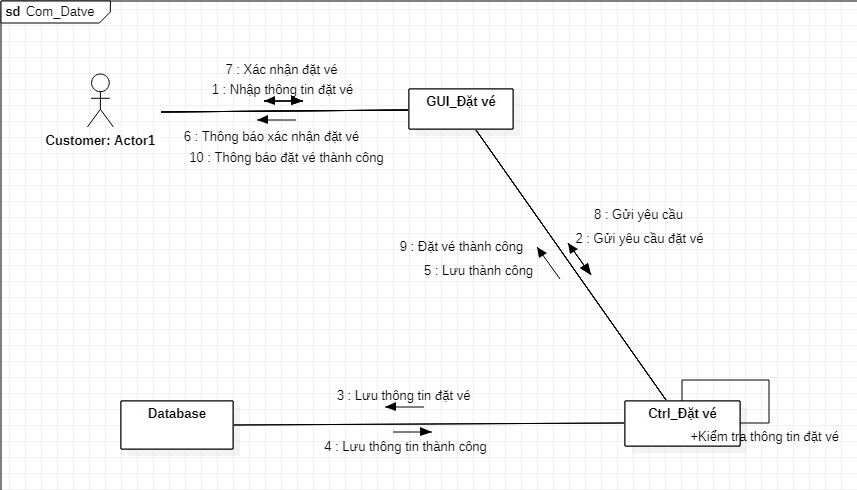 sd Com_Datve
7 : Xác nhận đặt vé
1 : Nhập thông tin đặt vé
GUI_Đặt vé
Customer: Actor1
6 : Thông báo xác nhận đặt vé
10 : Thông báo đặt vé thành công
8 : Gửi yêu cầu
2 : Gửi yêu cầu đặt vé
9 : Đặt vé thành công
5 : Lưu thành công
3 : Lưu thông tin đặt vé
Database
Ctrl_Đặt vé
+Kiểm tra thông tin đặt vé
4 : Lưu thông tin thành công